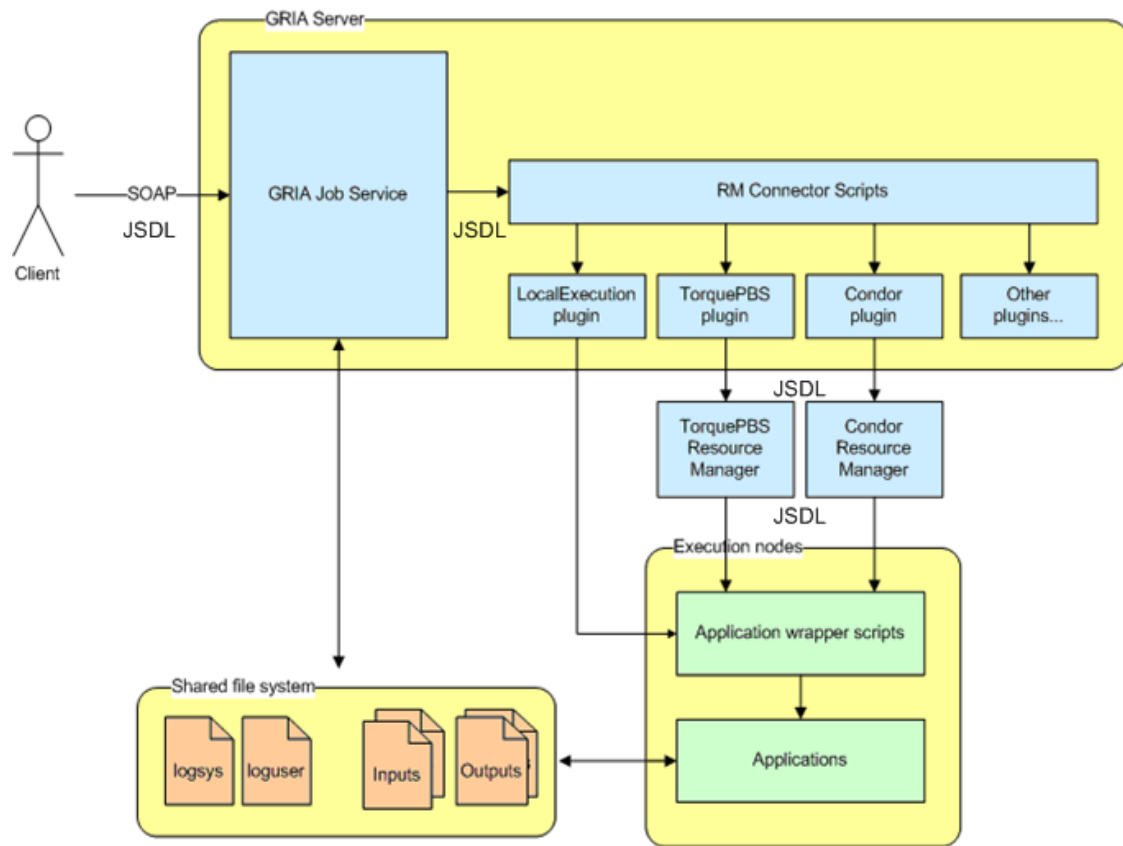 GRIA Server
GRIA Job Service
RM Connector Scripts
SOAP
JSDL
JSDL
Client
LocalExecution
plugin
TorquePBS
plugin
Condor
plugin
Other
plugins...
JSDL
TorquePBS
Resource
Manager
Condor
Resource
Manager
JSDL
Execution nodes
Application wrapper scripts
Shared file system
logsys
loguser
Inputs
Outputs
Applications